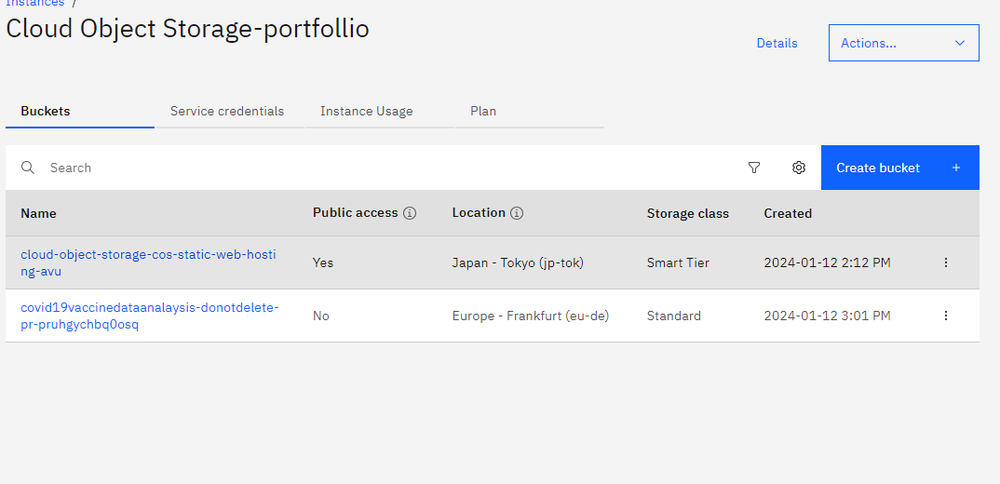 Instances /
Cloud Object Storage-portfollio
Details
Actions...
Buckets
Service credentials
Instance Usage
Plan
Search
Create bucket +
Name
Public access
Location
Storage class
Created
cloud-object-storage-cos-static-web-hosti
ng-avu
Yes
Japan - Tokyo (jp-tok)
Smart Tier
2024-01-12 2:12 PM
covid19vaccinedataanalaysis-donotdelete-
pr-pruhgychbq0osq
No
Europe - Frankfurt (eu-de)
Standard
2024-01-12 3:01 PM